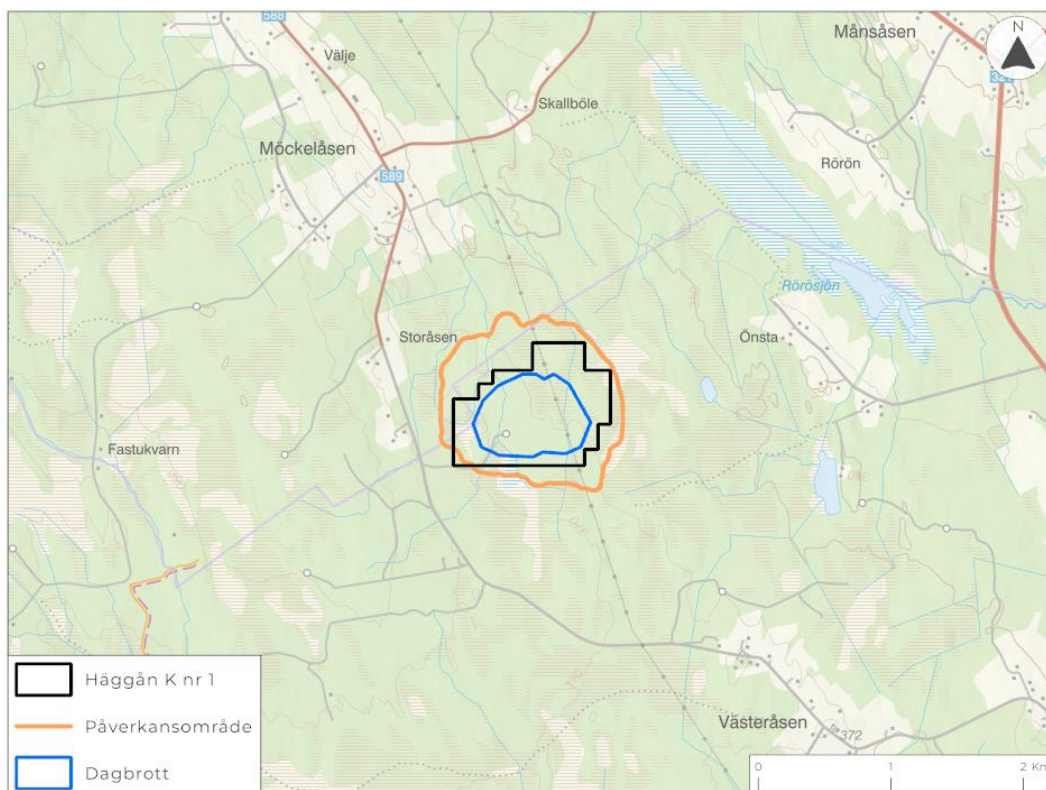 588
Välje
Månsåsen
N
Skallböle
Möckelåsen
589
Rörön
Rörösjön
Storåsen
Önsta
Fastukvarn
Västeråsen
372
Häggån K nr 1
Påverkansområde
Dagbrott
0 1 2 Km